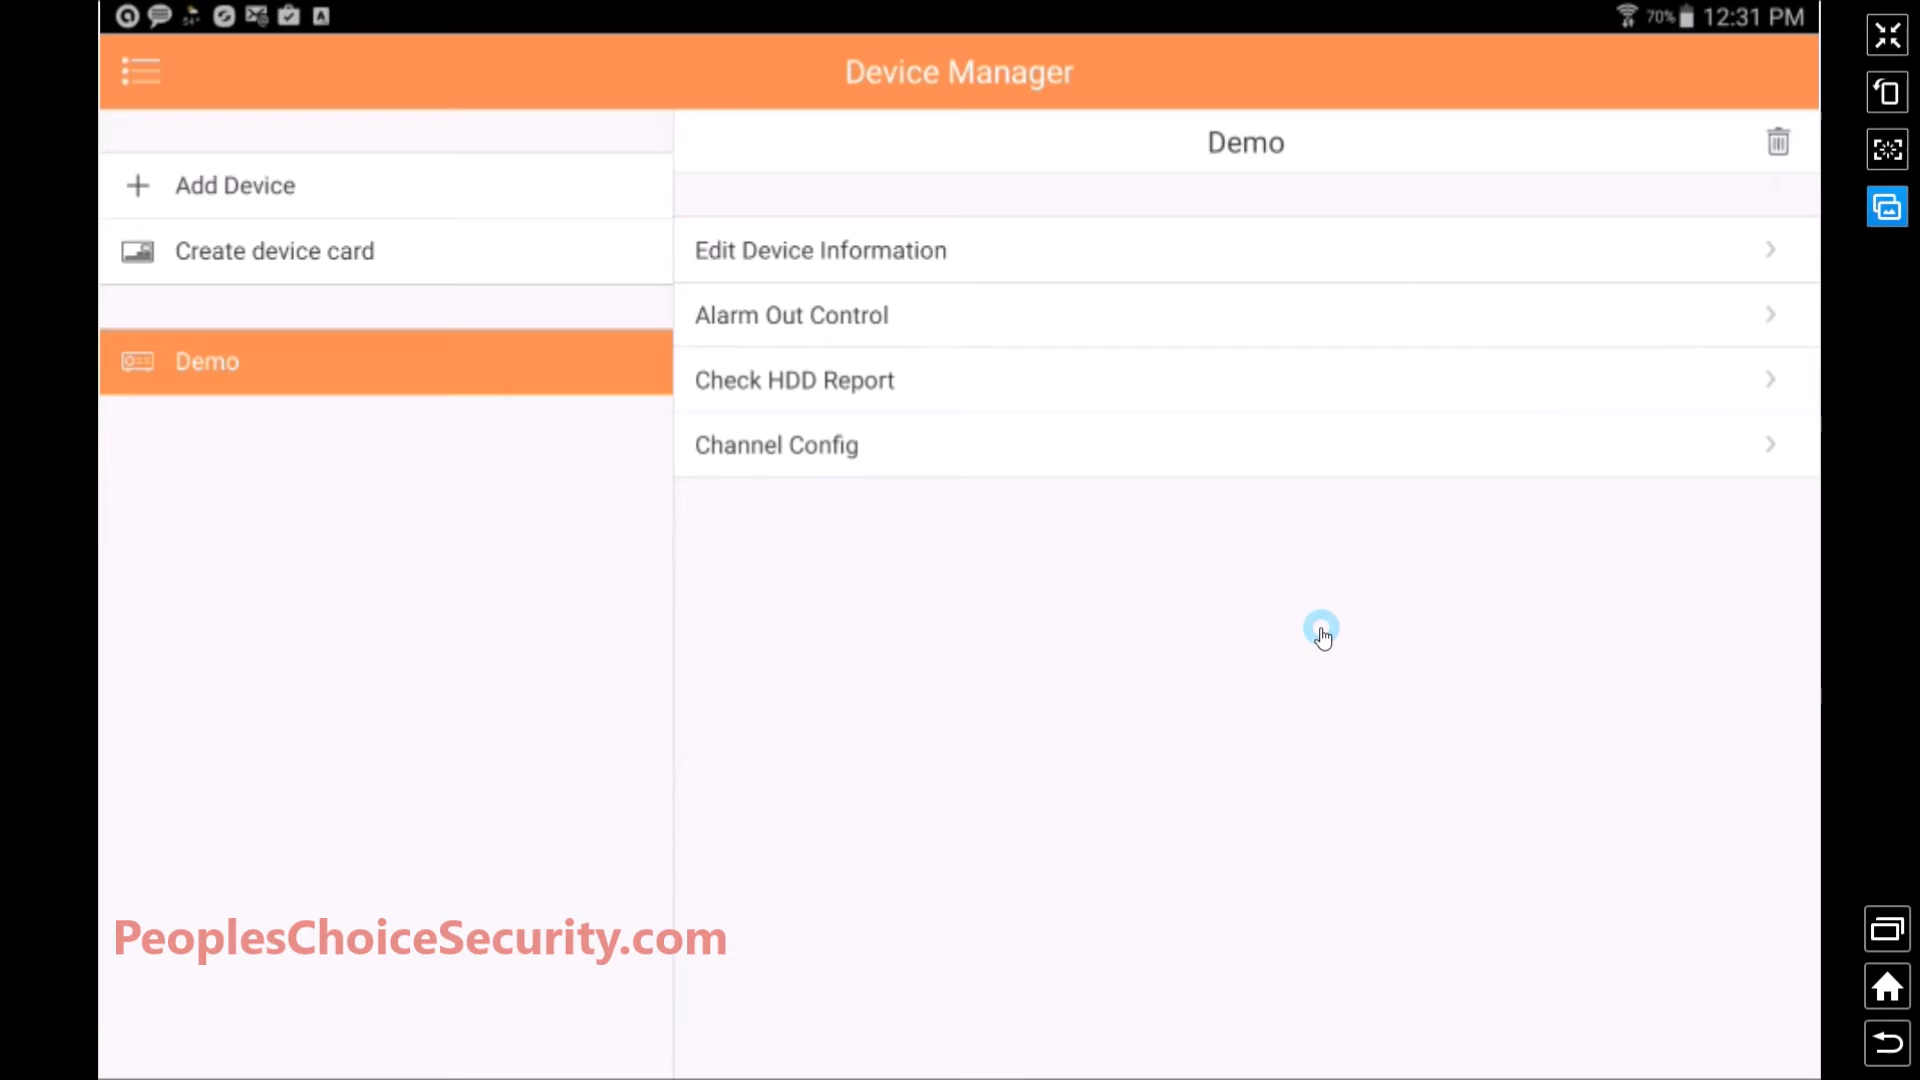 54°
70%
12:31 PM
Device Manager
Demo
Add Device
Create device card
Demo
Edit Device Information
Alarm Out Control
Check HDD Report
Channel Config
PeoplesChoiceSecurity.com